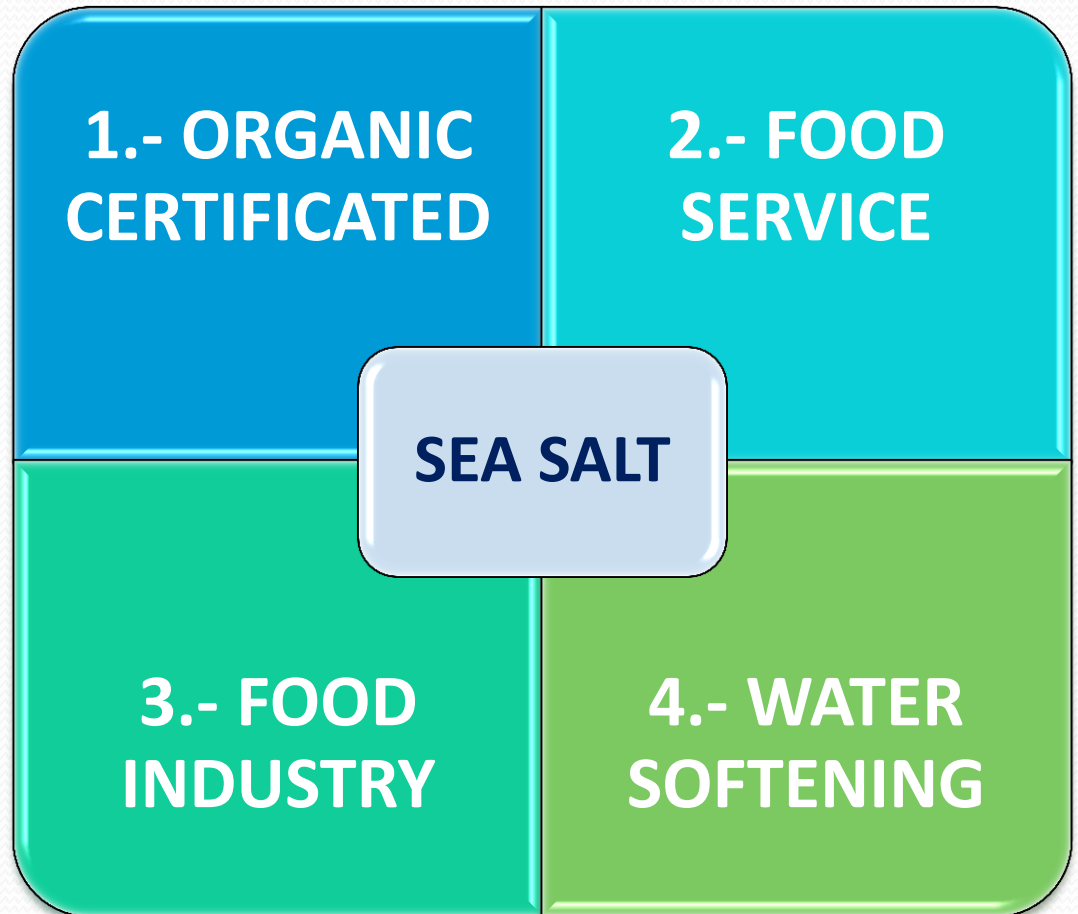 1.- ORGANIC
CERTIFICATED
2.- FOOD
SERVICE
SEA SALT
3.- FOOD
INDUSTRY
4.- WATER
SOFTENING